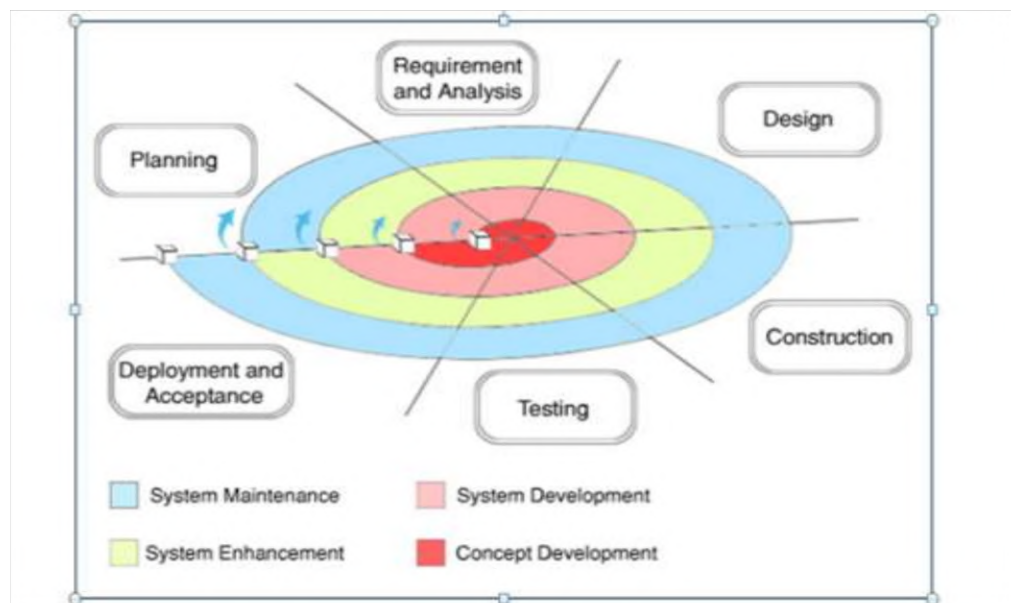 Requirement
and Analysis
Design
Planning
Construction
Deployment and
Acceptance
Testing
System Maintenance
System Development
System Enhancement
Concept Development